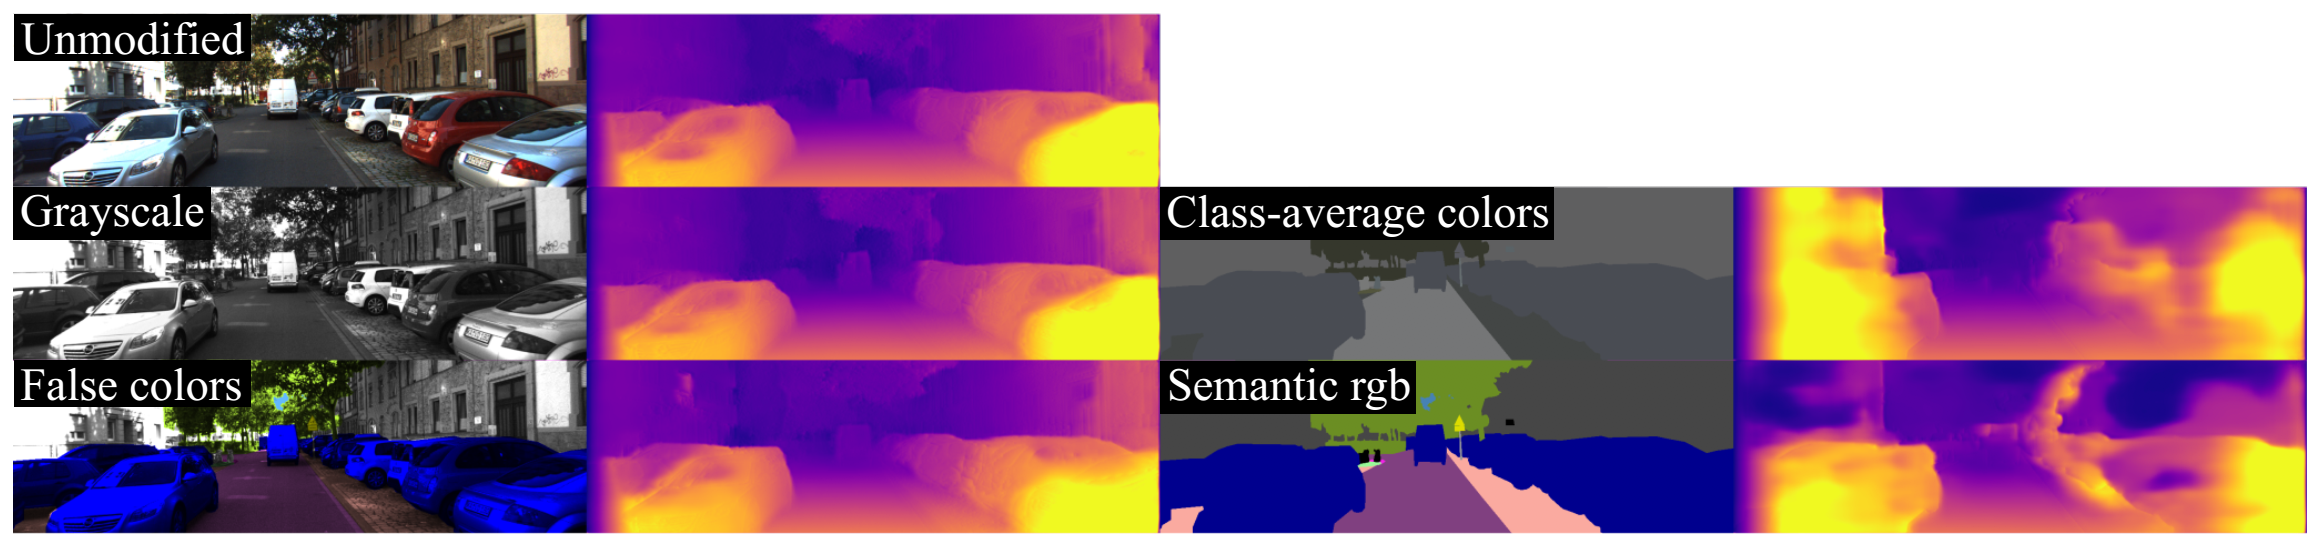 Unmodified
Grayscale
Class-average colors
False colors
Semantic rgb